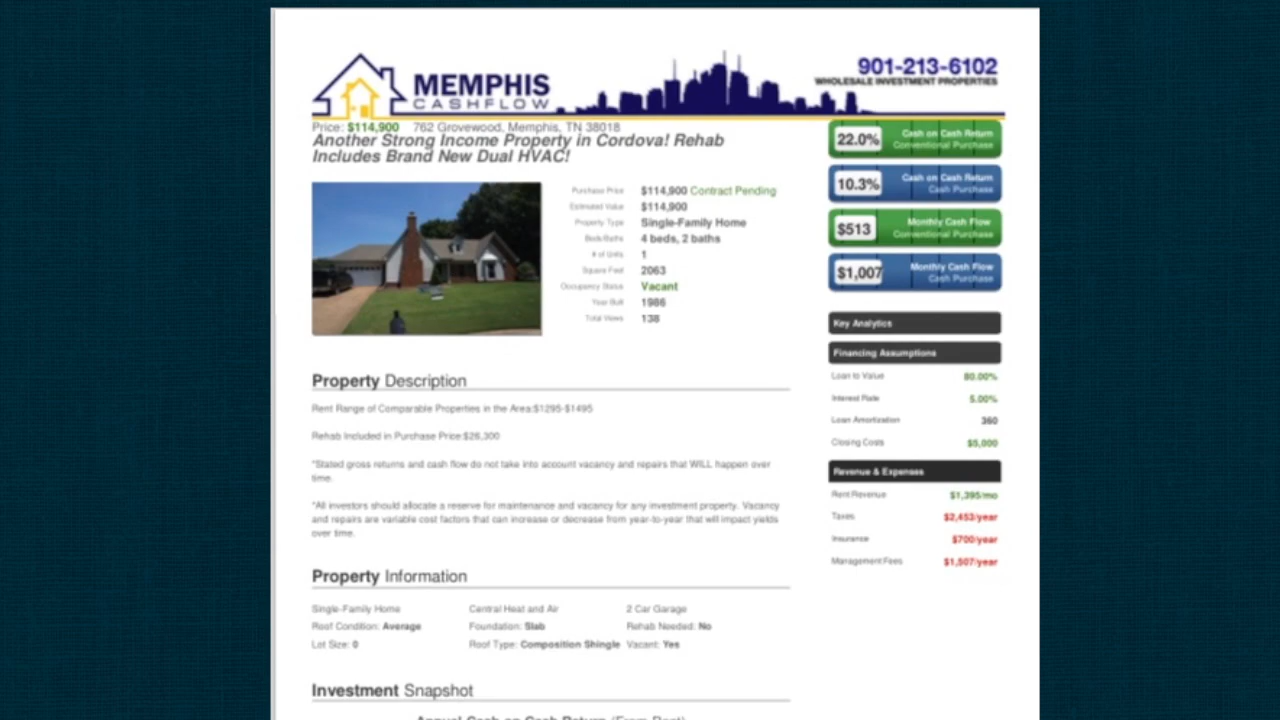 MEMPHIS
CASHFLOW
901-213-6102
WHOLESALE INVESTMENT PROPERTIES
Price: $114,900 762 Grovewood, Memphis, TN 38018
Another Strong Income Property in Cordova! Rehab
Includes Brand New Dual HVAC!
Purchase Price $114,900 Contract Pending
Estimated Value $114,900
Property Type Single-Family Home
Beds/Baths 4 beds, 2 baths
# of Units 1
Square Feet 2063
Occupancy Status Vacant
Year Built 1986
Total Views 138
22.0% Cash on Cash Return
Conventional Purchase
10.3% Cash on Cash Return
Cash Purchase
$513 Monthly Cash Flow
Conventional Purchase
$1,007 Monthly Cash Flow
Cash Purchase
Key Analytics
Financing Assumptions
Loan to Value 80.00%
Interest Rate 5.00%
Loan Amortization 360
Closing Costs $5,000
Revenue & Expenses
Rent Revenue $1,395/mo
Taxes $2,453/year
Insurance $700/year
Management Fees $1,507/year
Property Description
Rent Range of Comparable Properties in the Area:$1295-$1495
Rehab Included in Purchase Price:$26,300
*Stated gross returns and cash flow do not take into account vacancy and repairs that WILL happen over
time.
*All investors should allocate a reserve for maintenance and vacancy for any investment property. Vacancy
and repairs are variable cost factors that can increase or decrease from year-to-year that will impact yields
over time.
Property Information
Single-Family Home Central Heat and Air 2 Car Garage
Roof Condition: Average Foundation: Slab Rehab Needed: No
Lot Size: 0 Roof Type: Composition Shingle Vacant: Yes
Investment Snapshot
Annual Cash on Cash Return (From Rent)